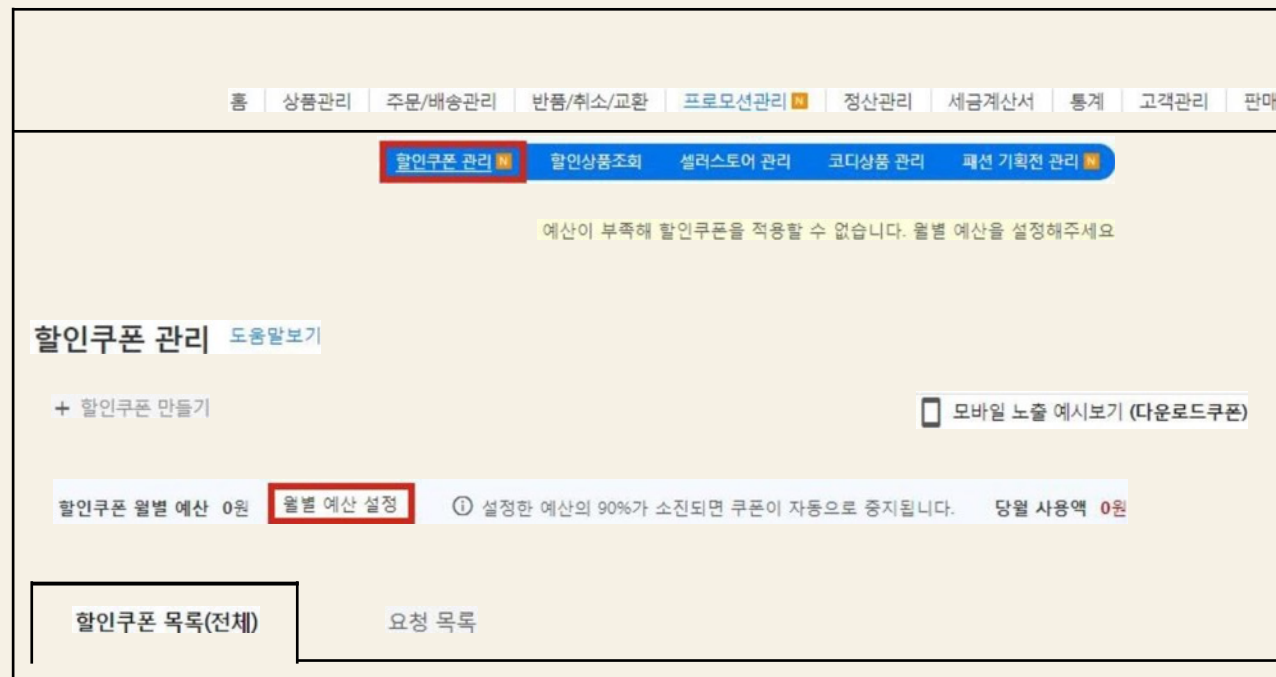 홈 상품관리 주문/배송관리 반품/취소/교환 프로모션관리 N 정산관리 세금계산서 통계 고객관리 판매
할인쿠폰 관리 N 할인상품조회 셀러스토어 관리 코디상품 관리 패션 기획전 관리 N
예산이 부족해 할인쿠폰을 적용할 수 없습니다. 월별 예산을 설정해주세요
할인쿠폰 관리 도움말보기
+ 할인쿠폰 만들기 모바일 노출 예시보기 (다운로드쿠폰)
할인쿠폰 월별 예산 0원 월별 예산 설정 ⓘ 설정한 예산의 90%가 소진되면 쿠폰이 자동으로 중지됩니다. 당월 사용액 0원
할인쿠폰 목록(전체) 요청 목록